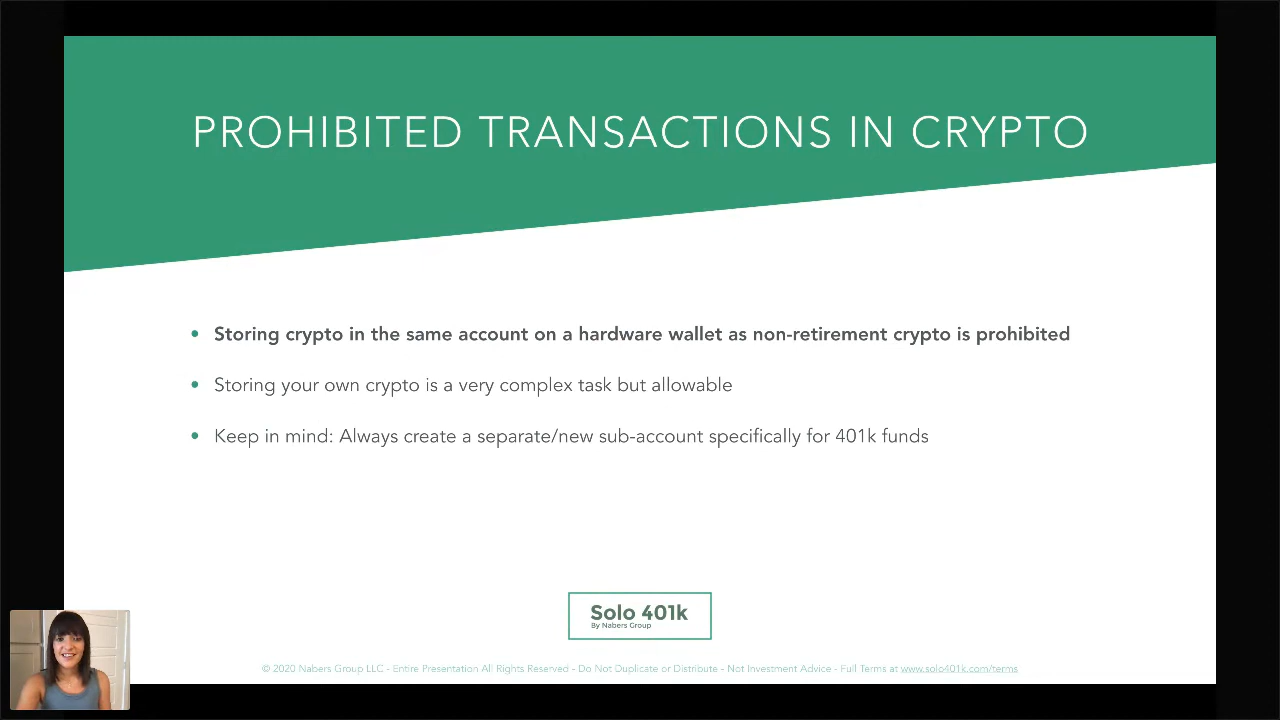 PROHIBITED TRANSACTIONS IN CRYPTO
• Storing crypto in the same account on a hardware wallet as non-retirement crypto is prohibited
• Storing your own crypto is a very complex task but allowable
• Keep in mind: Always create a separate/new sub-account specifically for 401k funds
Solo 401k
By Nabers Group
© 2020 Nabers Group LLC - Entire Presentation All Rights Reserved - Do Not Duplicate or Distribute - Not Investment Advice - Full Terms at www.solo401k.com/terms